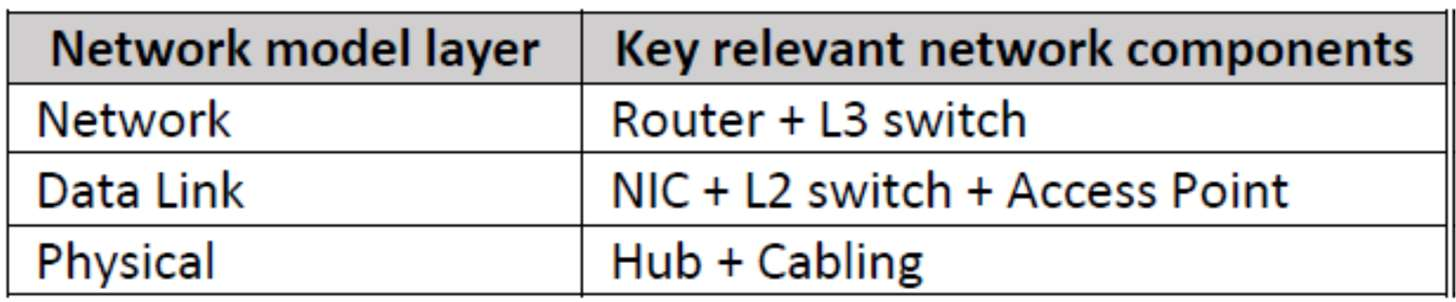 Network model layer Key relevant network components
Network Router + L3 switch
Data Link NIC + L2 switch + Access Point
Physical Hub + Cabling